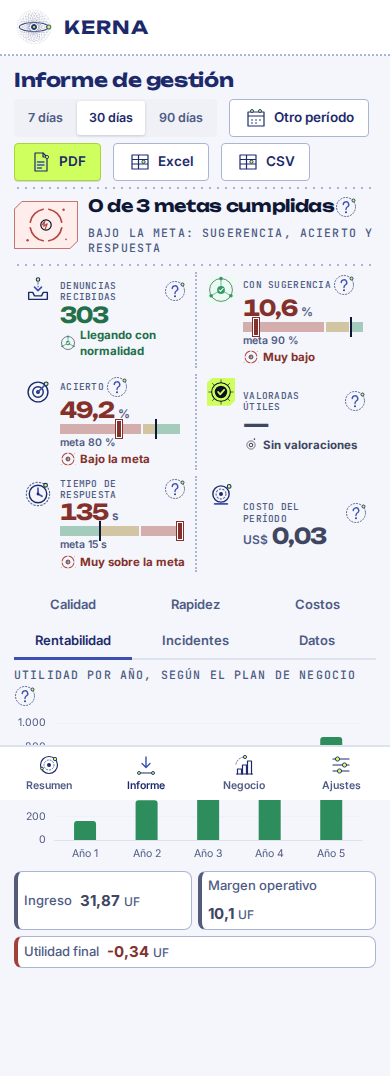 KERNA
Informe de gestión
7 días 30 días 90 días Otro período
PDF Excel CSV
0 de 3 metas cumplidas ?
BAJO LA META: SUGERENCIA, ACIERTO Y
RESPUESTA
DENUNCIAS
RECIBIDAS ?
303
Llegando con
normalidad
CON SUGERENCIA ?
10,6 %
meta 90 %
Muy bajo
ACIERTO ?
49,2 %
meta 80 %
Bajo la meta
VALORADAS
ÚTILES ?
—
Sin valoraciones
TIEMPO DE
RESPUESTA ?
135 s
meta 15 s
Muy sobre la meta
COSTO DEL
PERÍODO ?
US$ 0,03
Calidad Rapidez Costos
Rentabilidad Incidentes Datos
UTILIDAD POR AÑO, SEGÚN EL PLAN DE NEGOCIO
?
1.000
Resumen Informe Negocio Ajustes
200
0
Año 1 Año 2 Año 3 Año 4 Año 5
Ingreso 31,87 UF
Margen operativo
10,1 UF
Utilidad final -0,34 UF